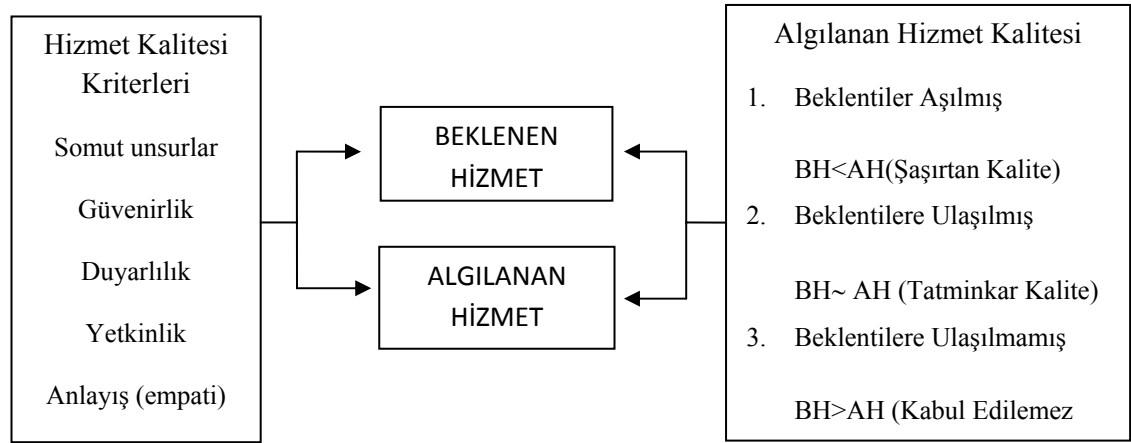 Hizmet Kalitesi
Kriterleri
Somut unsurlar
Güvenirlik
Duyarlılık
Yetkinlik
Anlayış (empati)
BEKLENEN
HİZMET
ALGILANAN
HİZMET
Algılanan Hizmet Kalitesi
1. Beklentiler Aşılmış
BH<AH(Şaşırtan Kalite)
2. Beklentilere Ulaşılmış
BH~ AH (Tatminkar Kalite)
3. Beklentilere Ulaşılmamış
BH>AH (Kabul Edilemez